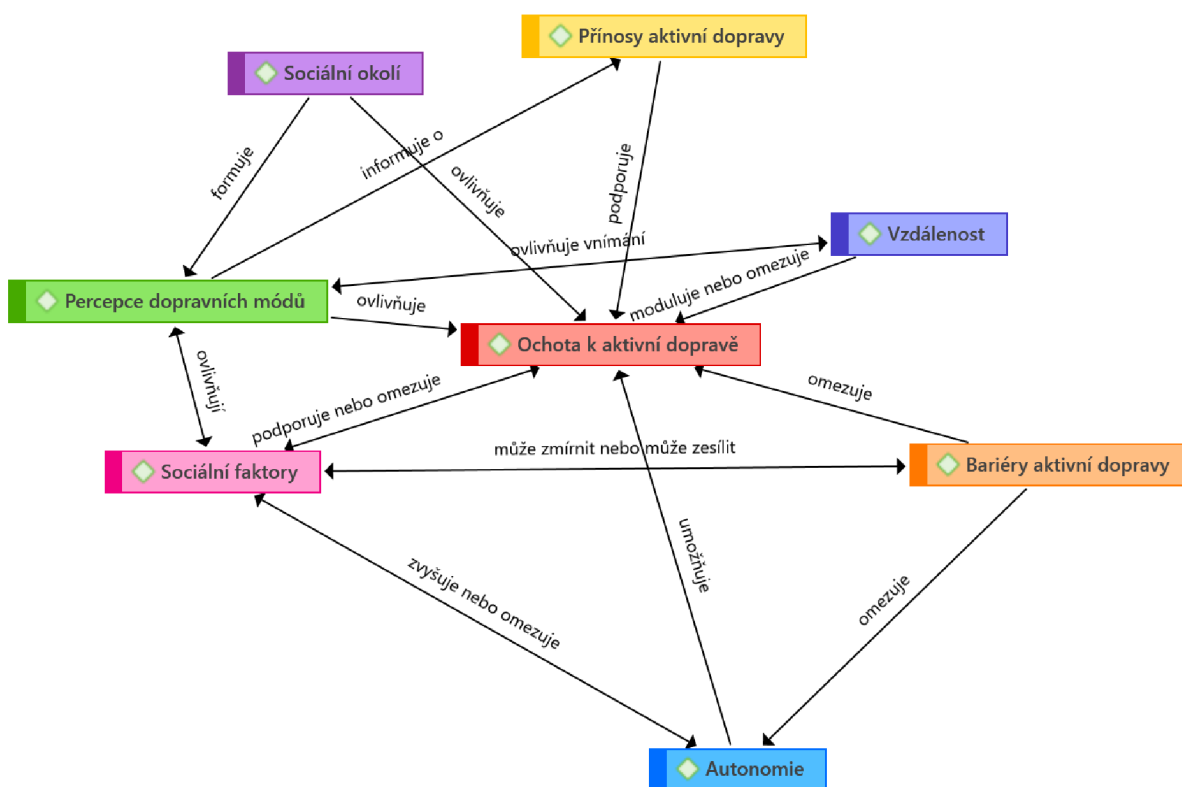 Přínosy aktivní dopravy
Sociální okolí
informuje o
formuje
ovlivňuje
podporuje
Vzdálenost
ovlivňuje vnímání
moduluje nebo omezuje
Percepce dopravních módů
ovlivňuje
Ochota k aktivní dopravě
ovlivňují
podporuje nebo omezuje
omezuje
může zmírnit nebo může zesílit
Sociální faktory
Bariéry aktivní dopravy
umožňuje
zvyšuje nebo omezuje
omezuje
Autonomie